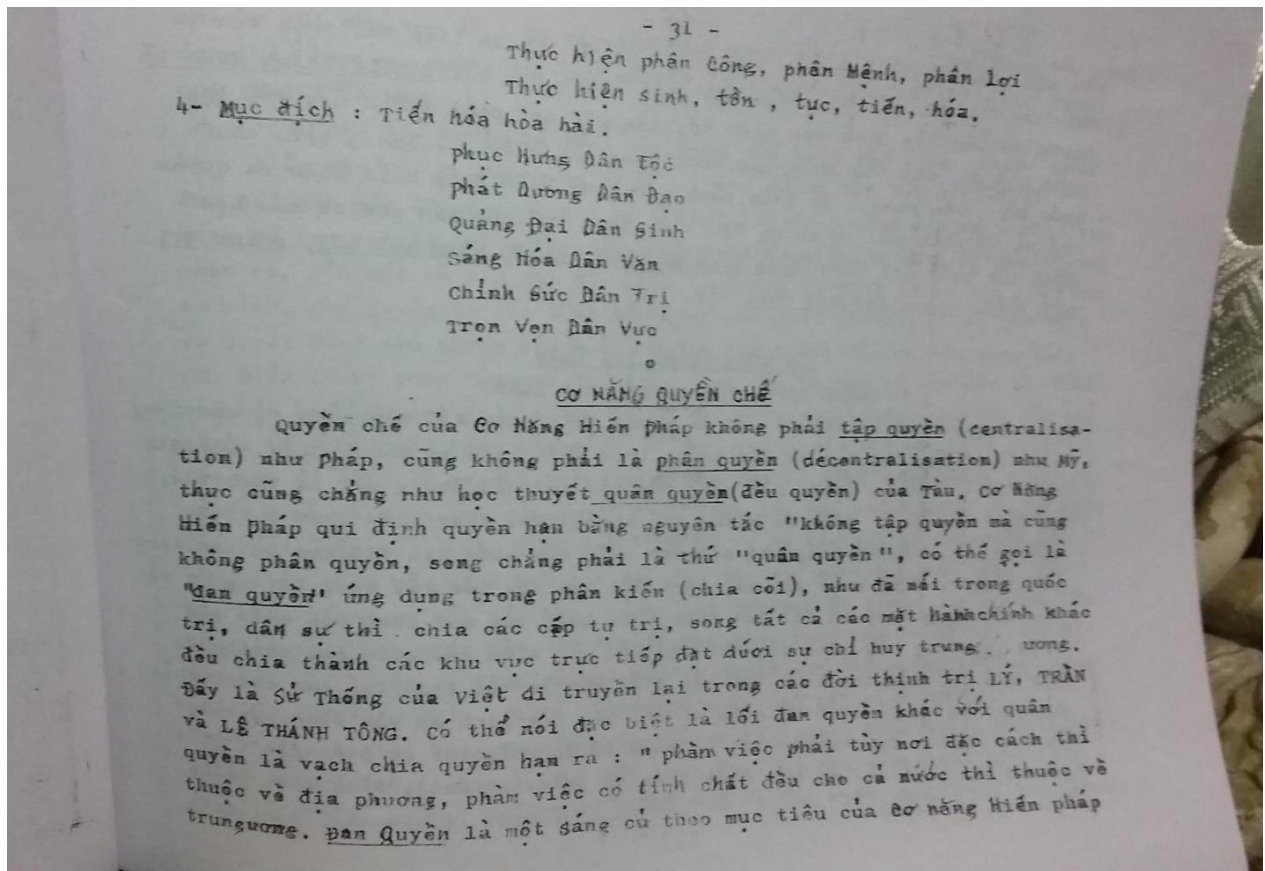 - 31 -
Thực hiện phân Công, phân Mệnh, phân lợi
Thực hiện sinh, tồn , tục, tiến, hóa.
4- Mục đích : Tiến hóa hòa hài.
phục Hưng Dân Tộc
phát Dương Dân Đạo
Quảng Đại Dân Sinh
Sáng Hóa Dân Văn
Chỉnh Sức Dân Trị
Trọn Vẹn Dân Vực
CƠ NĂNG QUYỀN CHẾ
Quyền chế của Cơ Năng Hiến pháp không phải tập quyền (centralisa-
tion) như Pháp, cũng không phải là phân quyền (décentralisation) như Mỹ,
thực cũng chẳng như học thuyết quân quyền(đều quyền) của Tàu. Cơ Năng
Hiến pháp qui định quyền hạn bằng nguyên tắc "không tập quyền mà cũng
không phân quyền, song chẳng phải là thứ "quân quyền", có thể gọi là
"đan quyền" ứng dụng trong phân kiến (chia cõi), như đã nói trong quốc
trị, dân sự thì chia các cấp tự trị, song tất cả các mặt hànhchính khác
đều chia thành các khu vực trực tiếp đặt dưới sự chỉ huy trung ương.
Đấy là Sử Thống của Việt di truyền lại trong các đời thịnh trị LÝ, TRẦN
và LÊ THÁNH TÔNG. Có thể nói đặc biệt là lối đan quyền khác với quân
quyền là vạch chia quyền hạn ra : " phàm việc phải tùy nơi đặc cách thì
thuộc về địa phương, phàm việc có tính chất đều cho cả nước thì thuộc về
trungương. Đan Quyền là một sáng cử theo mục tiêu của Cơ năng Hiến pháp